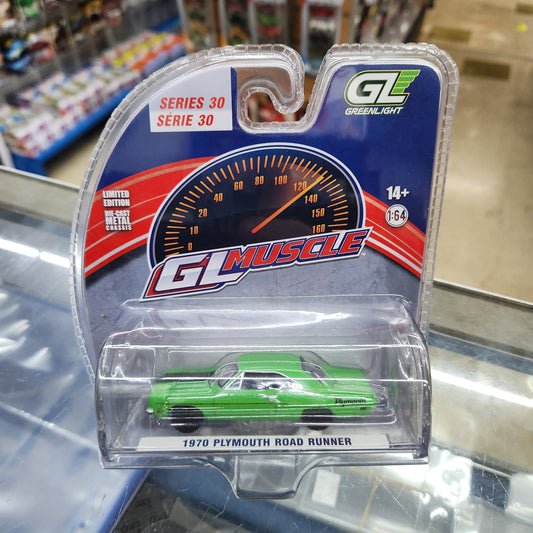 SERIES 30
SÉRIE 30
GL
GREENLIGHT
LIMITED
EDITION
DIE-CAST
METAL
CHASSIS
14+
1:64
0
10
20
40
60
80
100
120
140
160
160
GL MUSCLE
Plymouth
1970 PLYMOUTH ROAD RUNNER